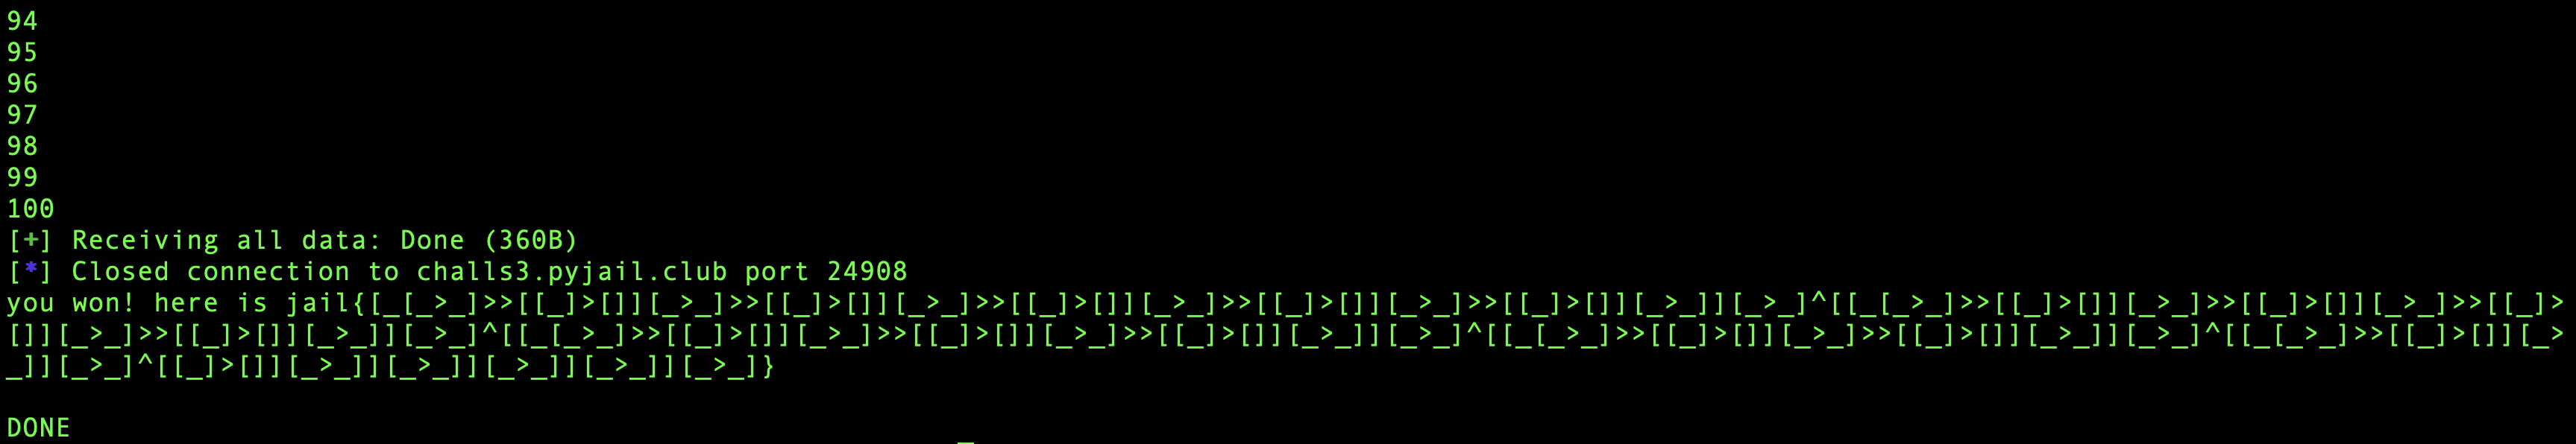 94
95
96
97
98
99
100
[+] Receiving all data: Done (360B)
[*] Closed connection to challs3.pyjail.club port 24908
you won! here is jail{[_[_>_]>>[[_]>[]][_>_]>>[[_]>[]][_>_]>>[[_]>[]][_>_]>>[[_]>[]][_>_]>>[[_]>[]][_>_]][_>_]^[[_[_>_]>>[[_]>[]][_>_]>>[[_]>[]][_>_]>>[[_]>
[]][_>_]>>[[_]>[]][_>_]][_>_]^[[_[_>_]>>[[_]>[]][_>_]>>[[_]>[]][_>_]>>[[_]>[]][_>_]][_>_]^[[_[_>_]>>[[_]>[]][_>_]>>[[_]>[]][_>_]][_>_]^[[_[_>_]>>[[_]>[]][_>
_]][_>_]^[[_]>[]][_>_]][_>_]][_>_]][_>_]][_>_]}
DONE